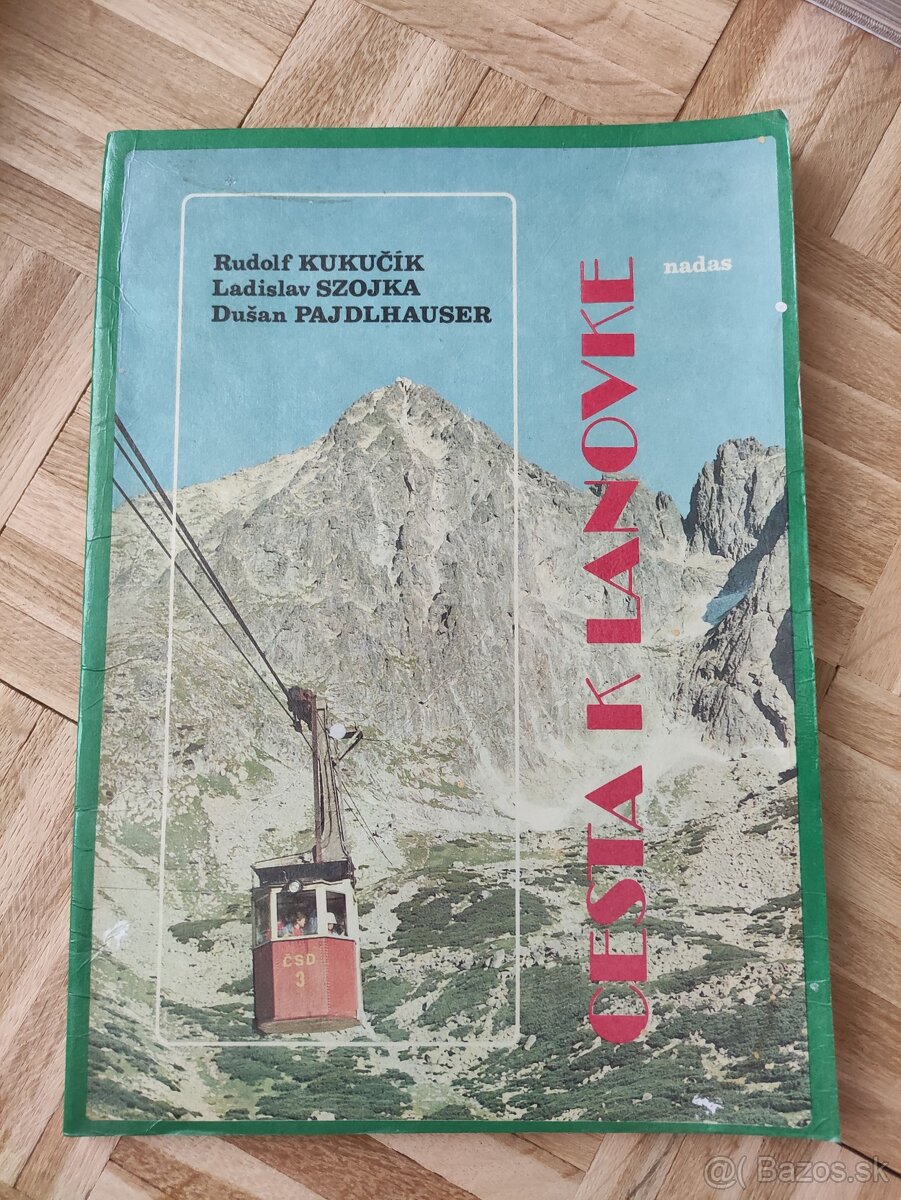 Rudolf KUKUČÍK
Ladislav SZOJKA
Dušan PAJDLHAUSER
nadas
CESTA K LANOVKE
ČSD
3
@( Bazos.sk